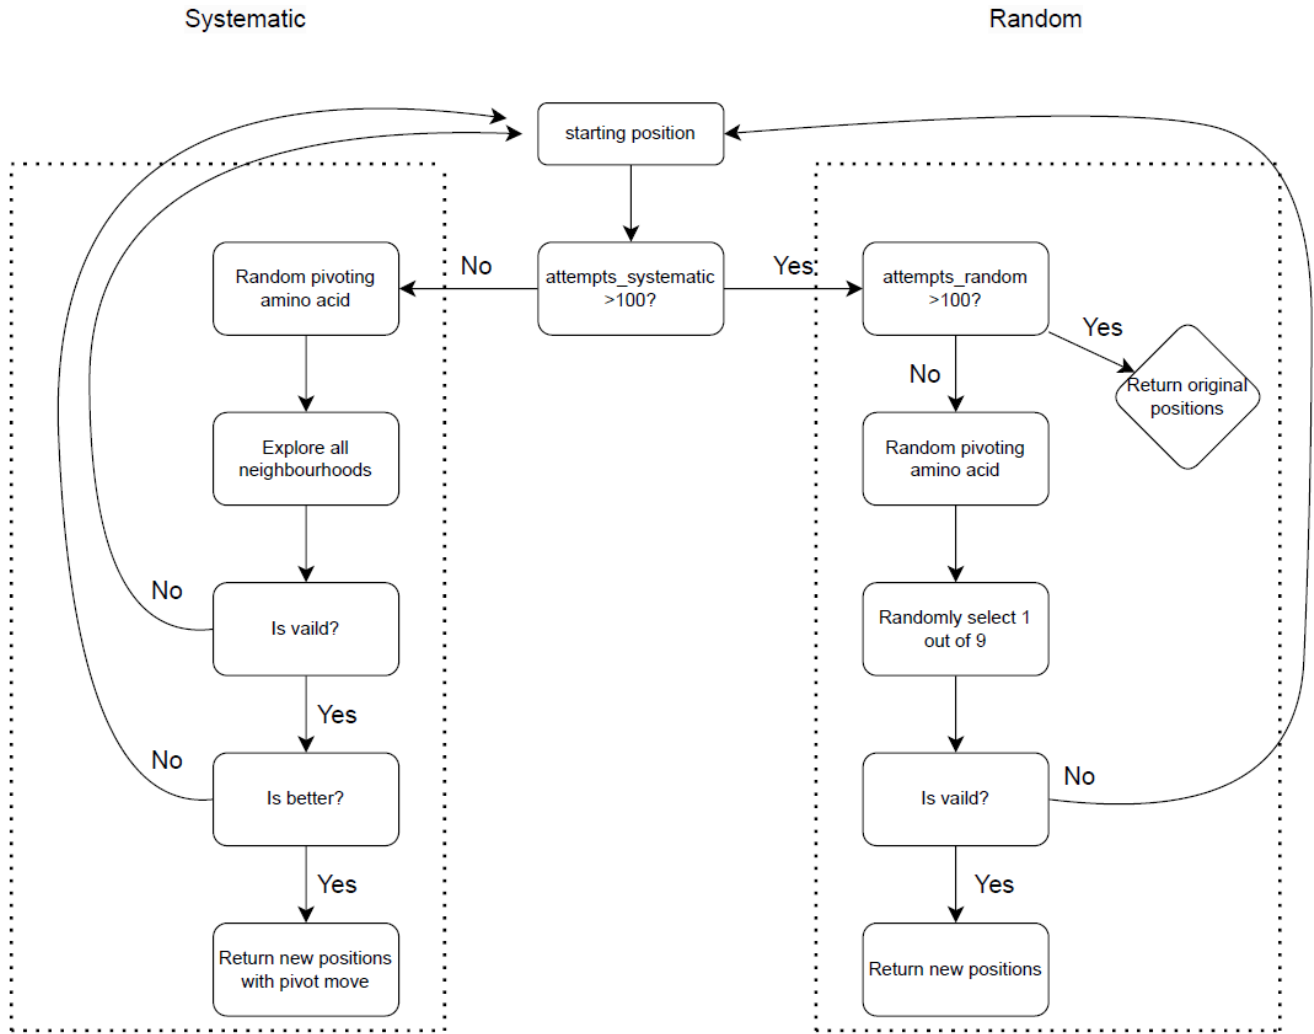 Systematic
Random
starting position
No
Yes
Random pivoting
amino acid
attempts_systematic
>100?
attempts_random
>100?
Yes
Return original
positions
No
Explore all
neighbourhoods
Random pivoting
amino acid
No
Is vaild?
Randomly select 1
out of 9
Yes
No
Is better?
Is vaild?
No
Yes
Yes
Return new positions
with pivot move
Return new positions